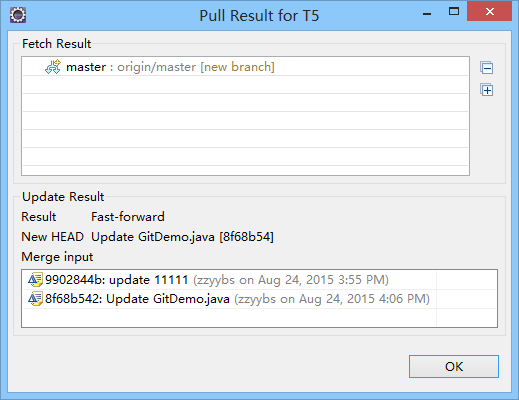 Pull Result for T5
Fetch Result
master : origin/master [new branch]
Update Result
Result Fast-forward
New HEAD Update GitDemo.java [8f68b54]
Merge input
9902844b: update 11111 (zzyybs on Aug 24, 2015 3:55 PM)
8f68b542: Update GitDemo.java (zzyybs on Aug 24, 2015 4:06 PM)
OK